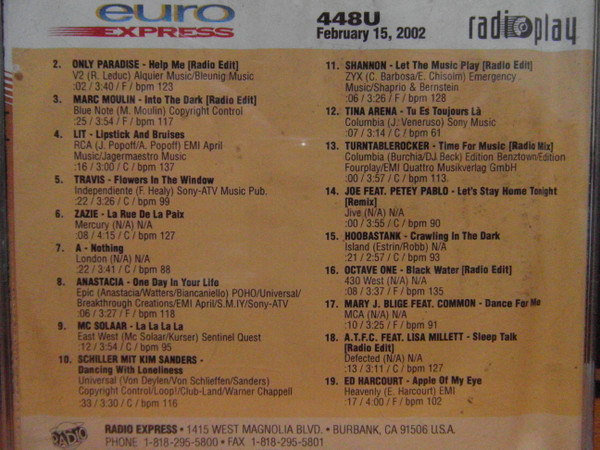 euro
EXPRESS
448U
February 15, 2002
radioplay
2. ONLY PARADISE - Help Me [Radio Edit]
V2 (R. Leduc) Alquier Music/Bleunig Music
:02 / 3:40 / F / bpm 123
3. MARC MOULIN - Into The Dark [Radio Edit]
Blue Note (M. Moulin) Copyright Control
:25 / 3:54 / F / bpm 117
4. LIT - Lipstick And Bruises
RCA (J. Popoff/A. Popoff) EMI April
Music/Jagermaestro Music
:16 / 3:00 / C / bpm 137
5. TRAVIS - Flowers In The Window
Independiente (F. Healy) Sony-ATV Music Pub.
:22 / 3:26 / F / bpm 99
6. ZAZIE - La Rue De La Paix
Mercury (N/A) N/A
:08 / 4:15 / C / bpm 127
7. A - Nothing
London (N/A) N/A
:22 / 3:41 / C / bpm 88
8. ANASTACIA - One Day In Your Life
Epic (Anastacia/Watters/Biancaniello) POHO/Universal/
Breakthrough Creations/EMI April/S.M.IY/Sony-ATV
:06 / 3:27 / F / bpm 118
9. MC SOLAAR - La La La La
East West (Mc Solaar/Kurser) Sentinel Quest
:12 / 3:54 / C / bpm 95
10. SCHILLER MIT KIM SANDERS -
Dancing With Loneliness
Universal (Von Deylen/Von Schlieffen/Sanders)
Copyright Control/Loop!/Club-Land/Warner Chappell
:33 / 3:30 / C / bpm 116
11. SHANNON - Let The Music Play [Radio Edit]
ZYX (C. Barbosa/E. Chisolm) Emergency
Music/Shaprio & Bernstein
:06 / 3:26 / F / bpm 128
12. TINA ARENA - Tu Es Toujours Là
Columbia (J. Veneruso) Sony Music
:07 / 3:14 / C / bpm 61
13. TURNTABLEROCKER - Time For Music [Radio Mix]
Columbia (Burchia/DJ Beck) Edition Benztown/Edition
Fourplay/EMI Quattro Musikverlag GmbH
:00 / 3:57 / C / bpm 113
14. JOE FEAT. PETEY PABLO - Let's Stay Home Tonight
[Remix]
Jive (N/A) N/A
:00 / 3:55 / C / bpm 90
15. HOOBASTANK - Crawling In The Dark
Island (Estrin/Robb) N/A
:21 / 2:57 / C / bpm 93
16. OCTAVE ONE - Black Water [Radio Edit]
430 West (N/A) N/A
:08 / 3:37 / F / bpm 135
17. MARY J. BLIGE FEAT. COMMON - Dance For Me
MCA (N/A) N/A
:10 / 3:25 / F / bpm 91
18. A.T.F.C. FEAT. LISA MILLETT - Sleep Talk
[Radio Edit]
Defected (N/A) N/A
:13 / 3:11 / F / bpm 127
19. ED HARCOURT - Apple Of My Eye
Heavenly (E. Harcourt) EMI
:17 / 4:00 / F / bpm 102
RADIO
RADIO EXPRESS • 1415 WEST MAGNOLIA BLVD. • BURBANK, CA 91506 U.S.A.
PHONE 1-818-295-5800 • FAX 1-818-295-5801